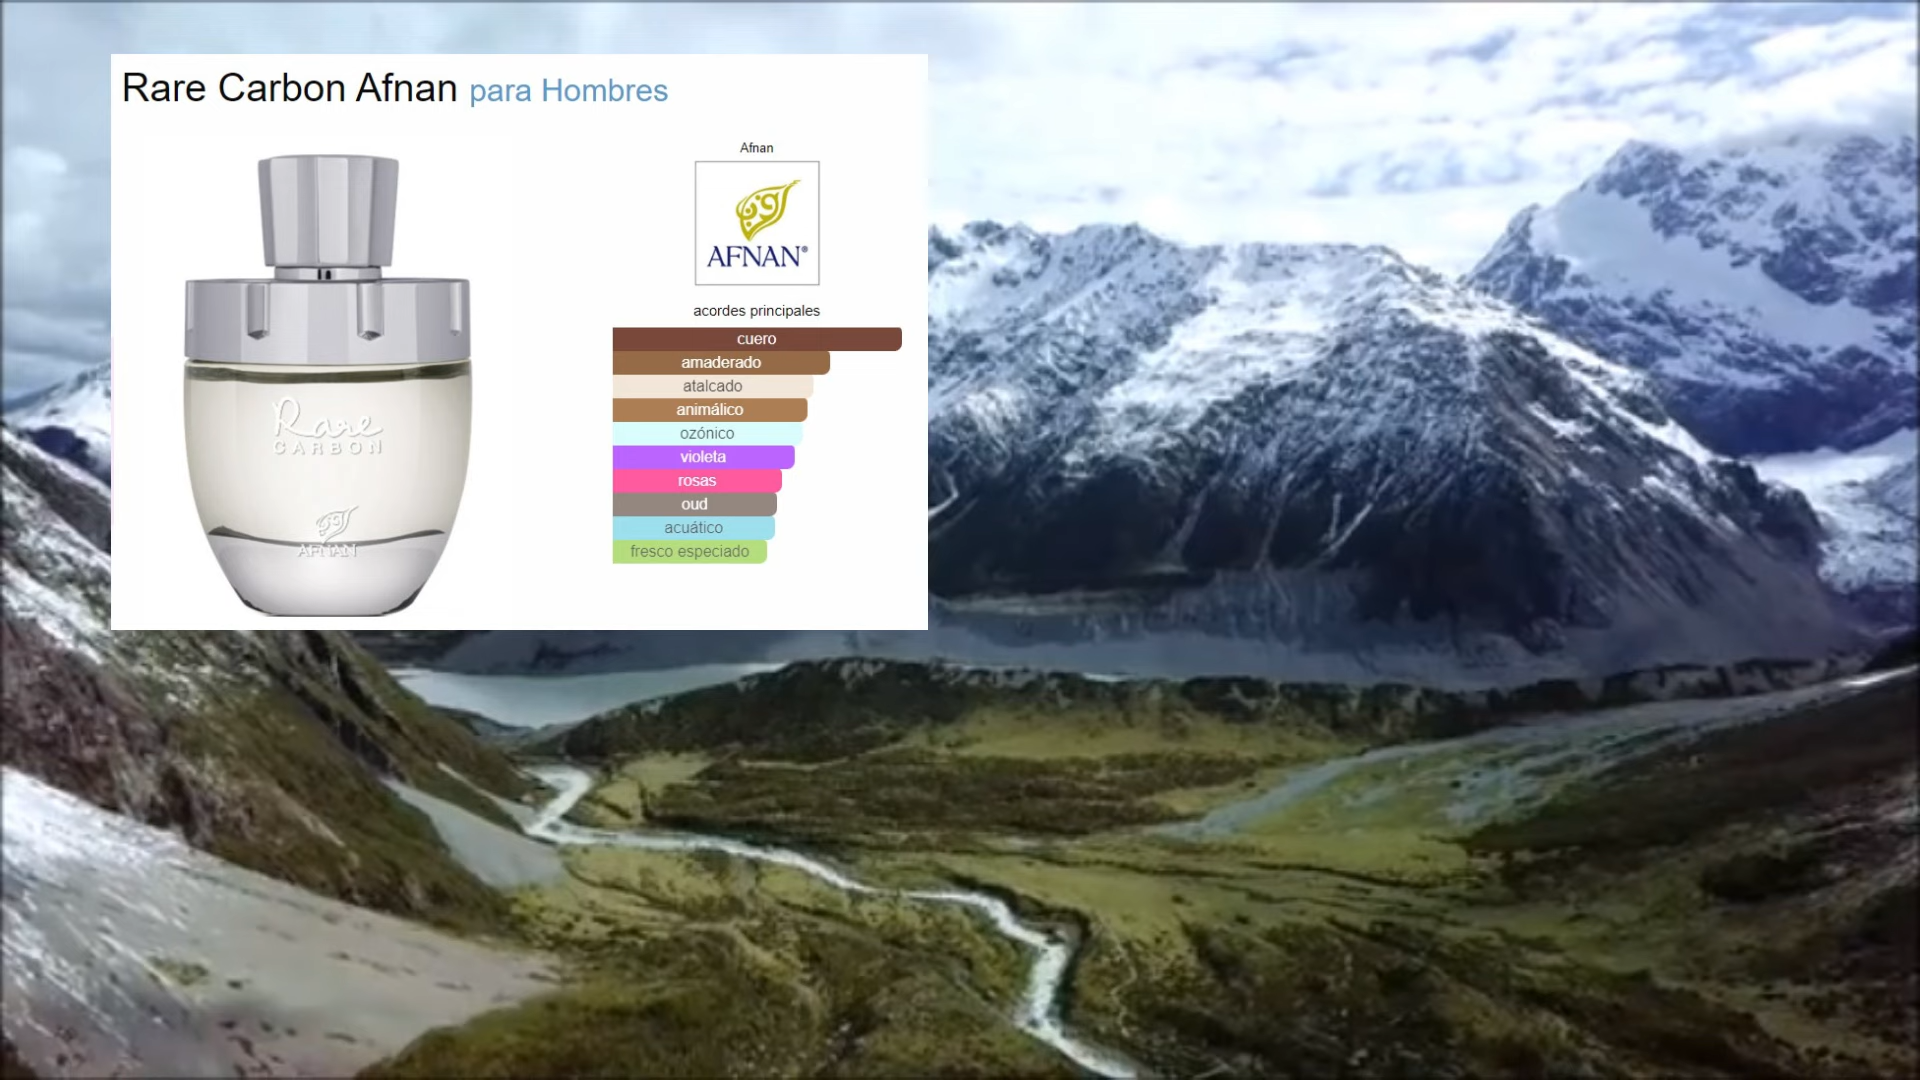 Rare Carbon Afnan para Hombres
Afnan
أفنان
AFNAN®
acordes principales
cuero
amaderado
atalcado
animálico
ozónico
violeta
rosas
oud
acuático
fresco especiado
Rare
CARBON
AFNAN